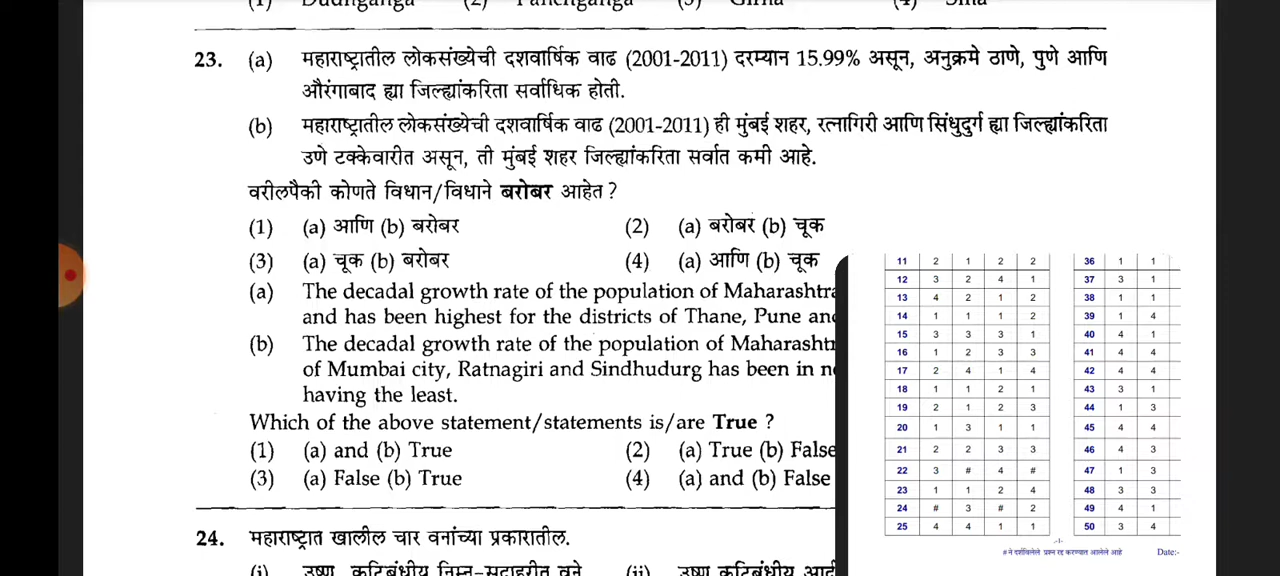 23. (a) महाराष्ट्रातील लोकसंख्येची दशवार्षिक वाढ (2001-2011) दरम्यान 15.99% असून, अनुक्रमे ठाणे, पुणे आणि
औरंगाबाद ह्या जिल्ह्यांकरिता सर्वाधिक होती.
(b) महाराष्ट्रातील लोकसंख्येची दशवार्षिक वाढ (2001-2011) ही मुंबई शहर, रत्नागिरी आणि सिंधुदुर्ग ह्या जिल्ह्यांकरिता
उणे टक्केवारीत असून, ती मुंबई शहर जिल्ह्यांकरिता सर्वात कमी आहे.
वरीलपैकी कोणते विधान/विधाने बरोबर आहेत ?
(1) (a) आणि (b) बरोबर (2) (a) बरोबर (b) चूक
(3) (a) चूक (b) बरोबर (4) (a) आणि (b) चूक
(a) The decadal growth rate of the population of Maharashtra
and has been highest for the districts of Thane, Pune and
(b) The decadal growth rate of the population of Maharashtr
of Mumbai city, Ratnagiri and Sindhudurg has been in
having the least.
Which of the above statement/statements is/are True ?
(1) (a) and (b) True (2) (a) True (b) False
(3) (a) False (b) True (4) (a) and (b) False
24. महाराष्ट्रात खालील चार वनांच्या प्रकारातील.
11 2 1 2 2 36 1 1
12 3 2 4 1 37 3 1
13 4 2 1 2 38 1 1
14 1 1 1 2 39 1 4
15 3 3 3 1 40 4 1
16 1 2 3 3 41 4 4
17 2 4 1 4 42 4 4
18 1 1 2 1 43 3 1
19 2 1 2 3 44 1 3
20 1 3 1 1 45 4 4
21 2 2 3 3 46 4 3
22 3 # 4 # 47 1 3
23 1 1 2 4 48 3 3
24 # 3 # 2 49 4 1
25 4 4 1 1 50 3 4
-1-
# ने दर्शविलेले प्रश्न रद्द करण्यात आलेले आहे Date:-